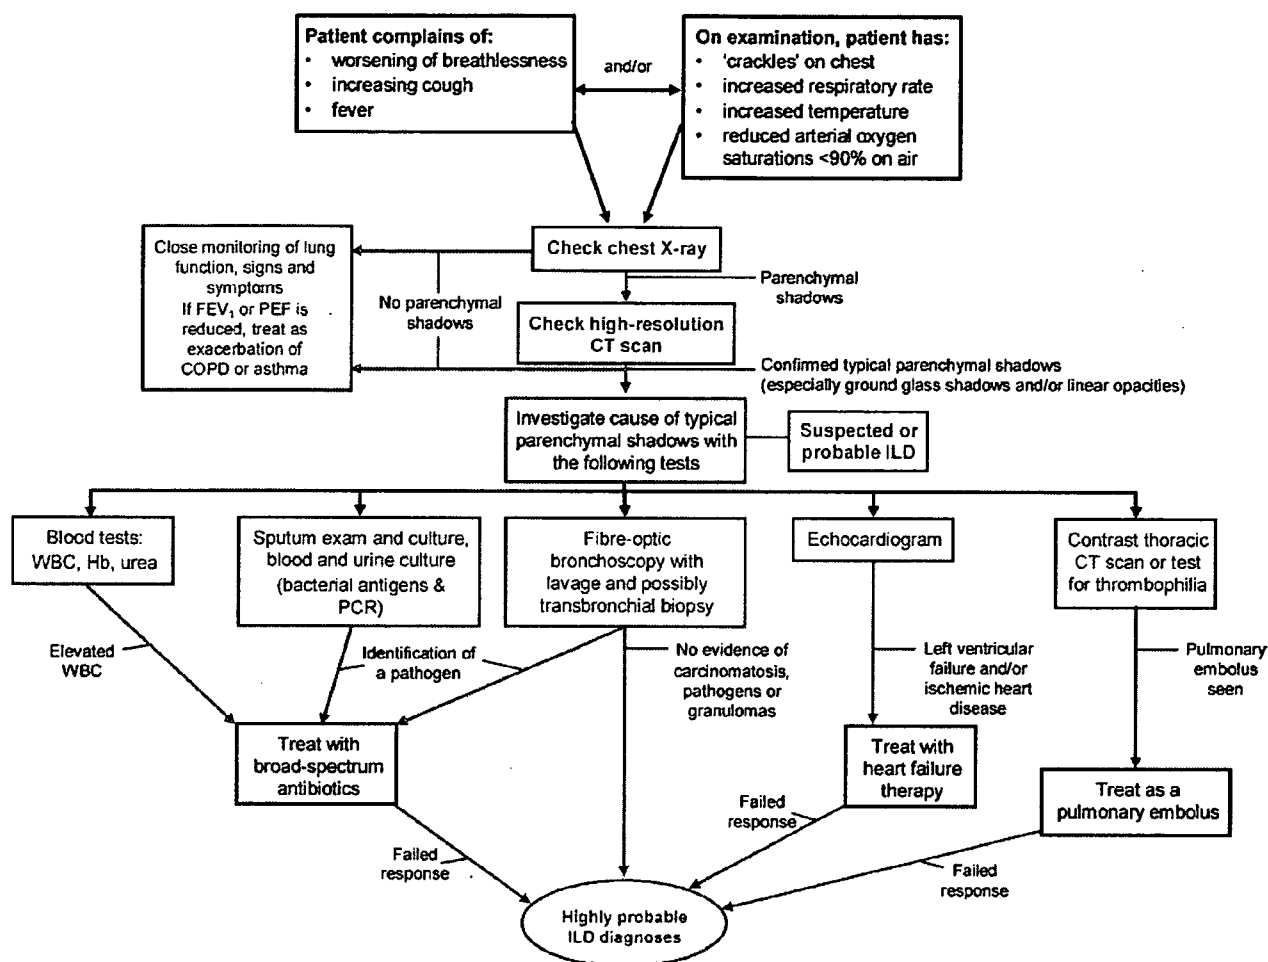 Patient complains of:
• worsening of breathlessness
• increasing cough
• fever
and/or
On examination, patient has:
• 'crackles' on chest
• increased respiratory rate
• increased temperature
• reduced arterial oxygen
saturations <90% on air
Close monitoring of lung
function, signs and
symptoms
If FEV₁ or PEF is
reduced, treat as
exacerbation of
COPD or asthma
Check chest X-ray
No parenchymal
shadows
Parenchymal
shadows
Check high-resolution
CT scan
Confirmed typical parenchymal shadows
(especially ground glass shadows and/or linear opacities)
Investigate cause of typical
parenchymal shadows with
the following tests
Suspected or
probable ILD
Blood tests:
WBC, Hb, urea
Sputum exam and culture,
blood and urine culture
(bacterial antigens &
PCR)
Fibre-optic
bronchoscopy with
lavage and possibly
transbronchial biopsy
Echocardiogram
Contrast thoracic
CT scan or test
for thrombophilia
Elevated
WBC
Identification of
a pathogen
No evidence of
carcinomatosis,
pathogens or
granulomas
Left ventricular
failure and/or
ischemic heart
disease
Pulmonary
embolus
seen
Treat with
broad-spectrum
antibiotics
Treat with
heart failure
therapy
Treat as a
pulmonary embolus
Failed
response
Failed
response
Failed
response
Highly probable
ILD diagnoses